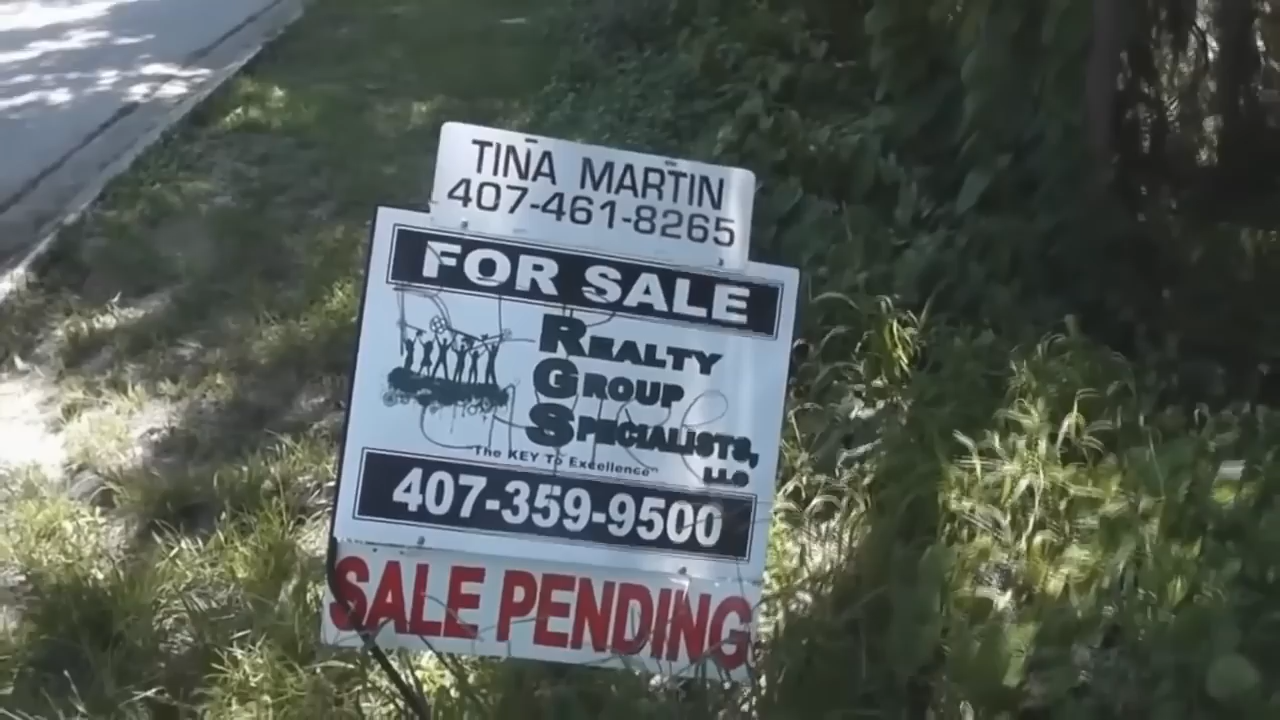 TINA MARTIN
407-461-8265
FOR SALE
REALTY
GROUP
SPECIALISTS,
LLC
"The KEY To Excellence"
407-359-9500
SALE PENDING